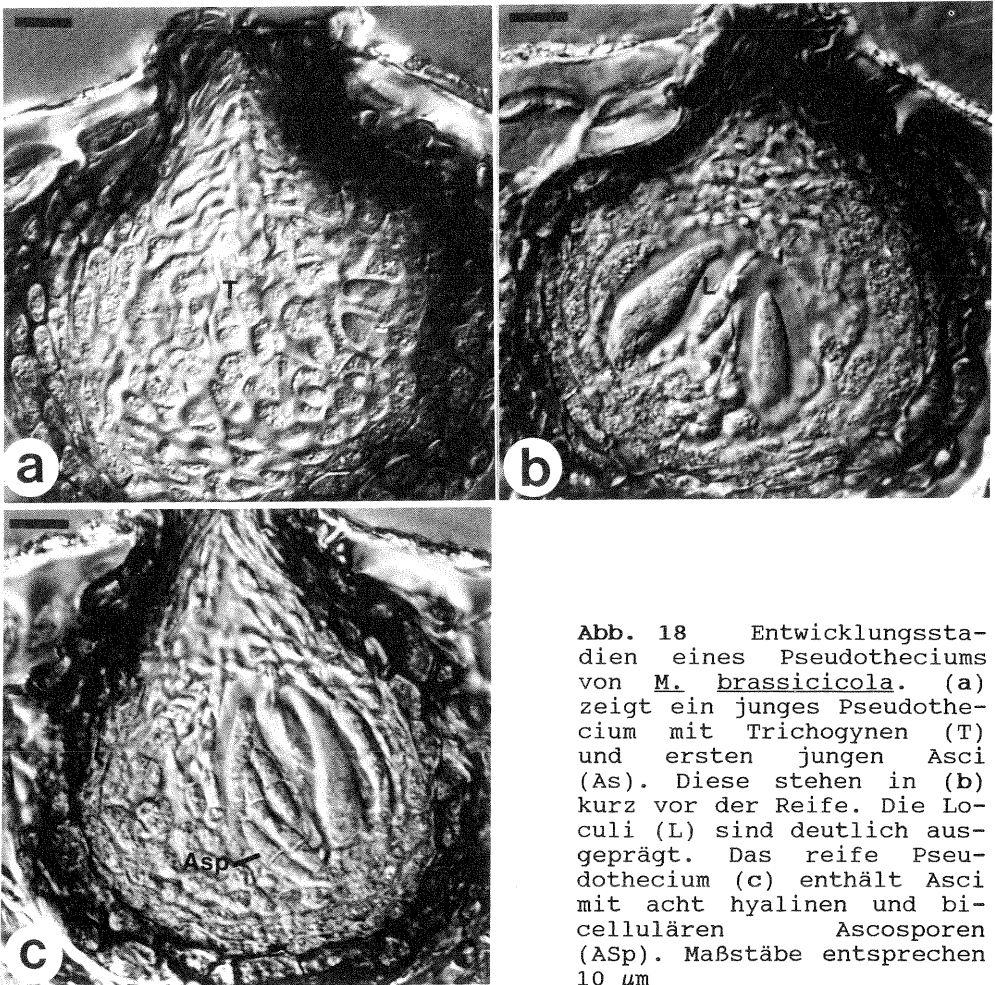 T
a
L
b
Asp
c
Abb. 18 Entwicklungssta-
dien eines Pseudotheciums
von M. brassicicola. (a)
zeigt ein junges Pseudothe-
cium mit Trichogynen (T)
und ersten jungen Asci
(As). Diese stehen in (b)
kurz vor der Reife. Die Lo-
culi (L) sind deutlich aus-
geprägt. Das reife Pseu-
dothecium (c) enthält Asci
mit acht hyalinen und bi-
cellulären Ascosporen
(ASp). Maßstäbe entsprechen
10 µm